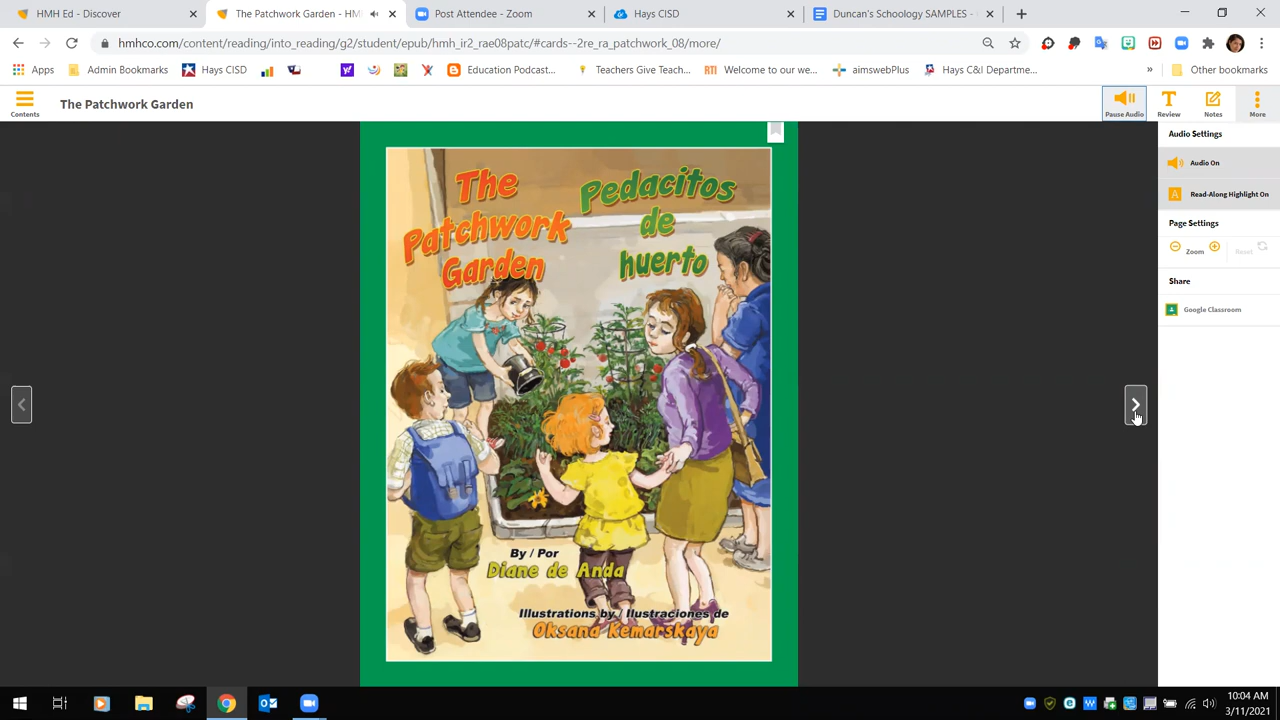 HMH Ed - Discover
The Patchwork Garden - HMH
Post Attendee - Zoom
Hays CISD
Duncan's Schoology SAMPLES -
hmhco.com/content/reading/into_reading/g2/student/epub/hmh_ir2_rae08patc/#cards--2re_ra_patchwork_08/more/
Apps
Admin Bookmarks
Hays CISD
Education Podcast...
Teachers Give Teach...
RTI
Welcome to our we...
aimswebPlus
Hays C&I Departme...
»
Other bookmarks
Contents
The Patchwork Garden
Pause Audio
Review
Notes
More
Audio Settings
Audio On
A Read-Along Highlight On
Page Settings
Zoom
Reset
Share
Google Classroom
The
Patchwork
Garden
Pedacitos
de
huerto
By / Por
Diane de Anda
Illustrations by / Ilustraciones de
Oksana Kemarskaya
10:04 AM
3/11/2021